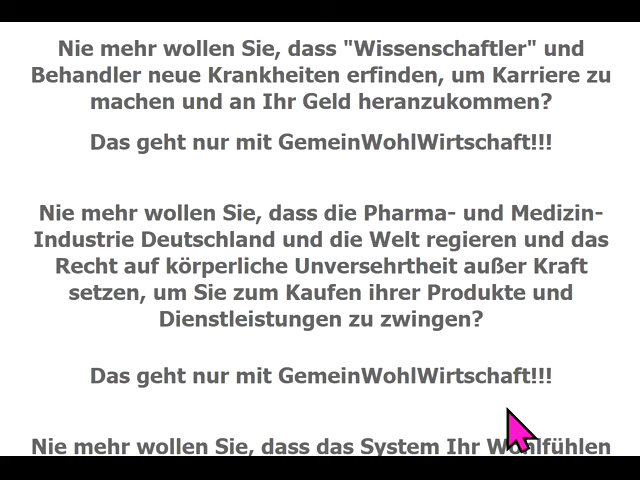 Nie mehr wollen Sie, dass "Wissenschaftler" und
Behandler neue Krankheiten erfinden, um Karriere zu
machen und an Ihr Geld heranzukommen?
Das geht nur mit GemeinWohlWirtschaft!!!
Nie mehr wollen Sie, dass die Pharma- und Medizin-
Industrie Deutschland und die Welt regieren und das
Recht auf körperliche Unversehrtheit außer Kraft
setzen, um Sie zum Kaufen ihrer Produkte und
Dienstleistungen zu zwingen?
Das geht nur mit GemeinWohlWirtschaft!!!
Nie mehr wollen Sie, dass das System Ihr Wohlfühlen